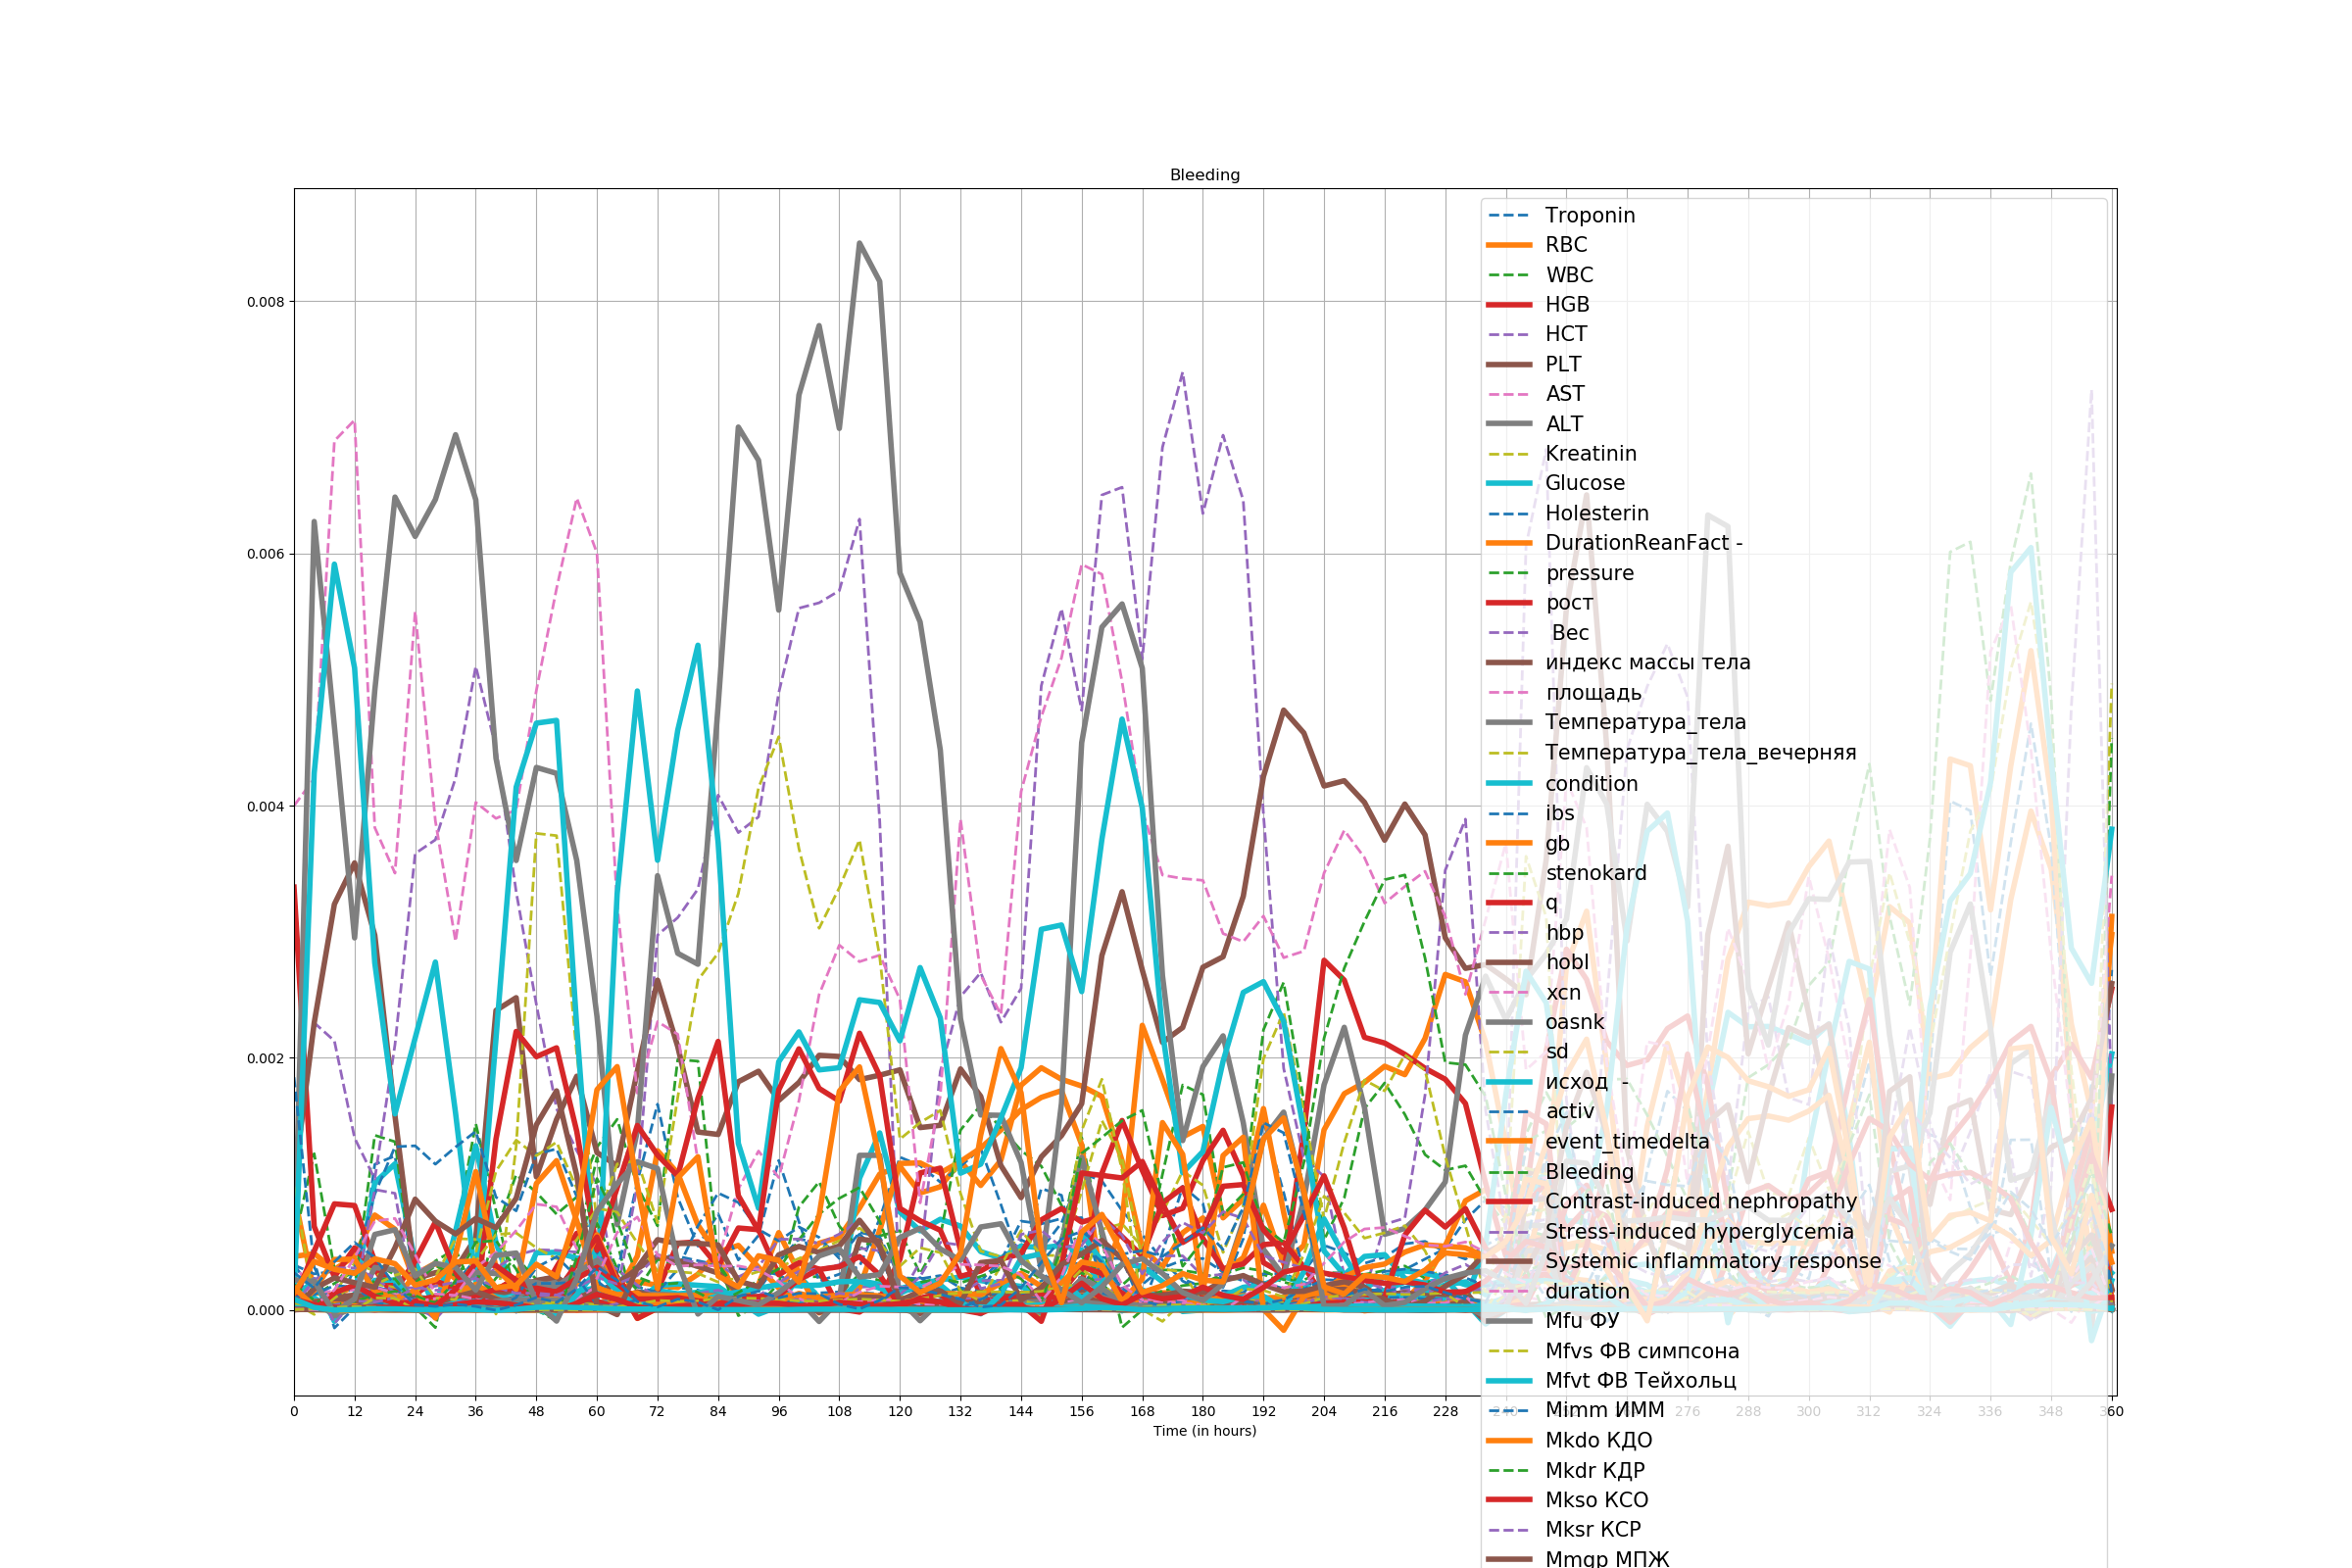 Bleeding
0.008
0.006
0.004
0.002
0.000
Troponin
RBC
WBC
HGB
HCT
PLT
AST
ALT
Kreatinin
Glucose
Holesterin
DurationReanFact -
pressure
рост
Вес
индекс массы тела
площадь
Температура_тела
Температура_тела_вечерняя
condition
ibs
gb
stenokard
q
hbp
hobl
xcn
oasnk
sd
исход -
activ
event_timedelta
Bleeding
Contrast-induced nephropathy
Stress-induced hyperglycemia
Systemic inflammatory response
duration
Mfu ФУ
Mfvs ФВ симпсона
Mfvt ФВ Тейхольц
Mimm ИММ
Mkdo КДО
Mkdr КДР
Mkso КСО
Mksr КСР
Mmgp МПЖ
0 12 24 36 48 60 72 84 96 108 120 132 144 156 168 180 192 204 216 228 240 276 288 300 312 324 336 348 360
Time (in hours)